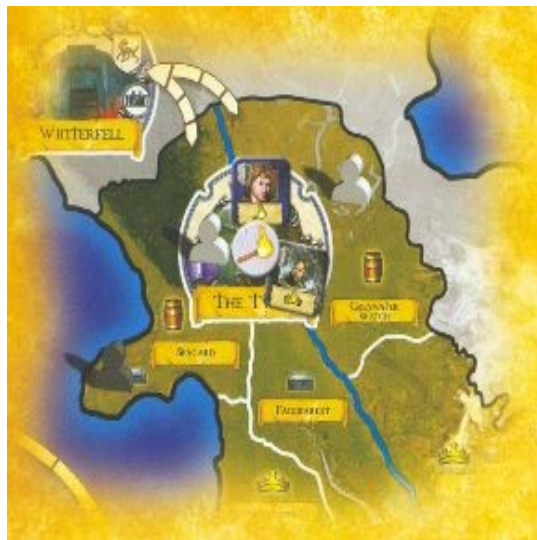 WINTERFELL
THE T
GREYWATER
WATCH
SEAGARD
FAIRMARKET